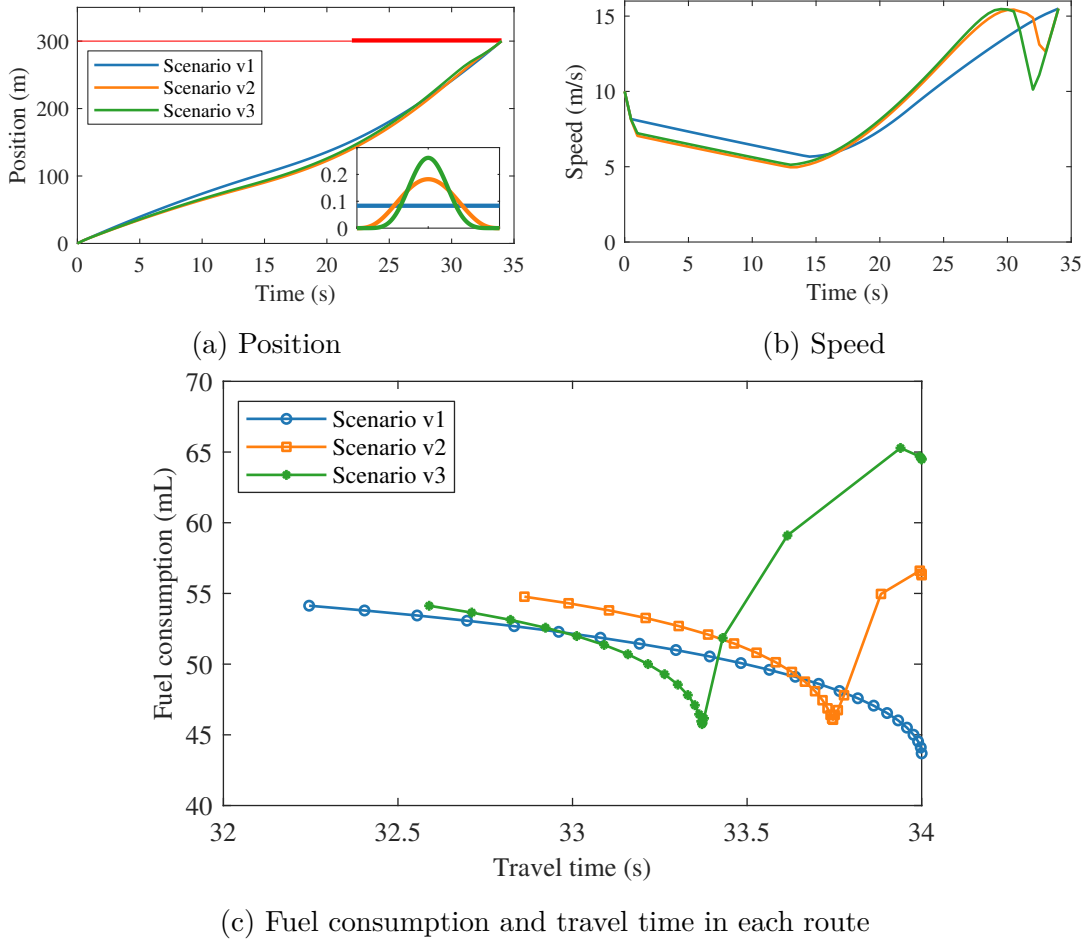 300
200
100
0
Position (m)
Scenario v1
Scenario v2
Scenario v3
0.2
0.1
0
0 5 10 15 20 25 30 35
Time (s)
(a) Position
15
10
5
0
Speed (m/s)
0 5 10 15 20 25 30 35
Time (s)
(b) Speed
70
65
60
55
50
45
40
Fuel consumption (mL)
Scenario v1
Scenario v2
Scenario v3
32 32.5 33 33.5 34
Travel time (s)
(c) Fuel consumption and travel time in each route